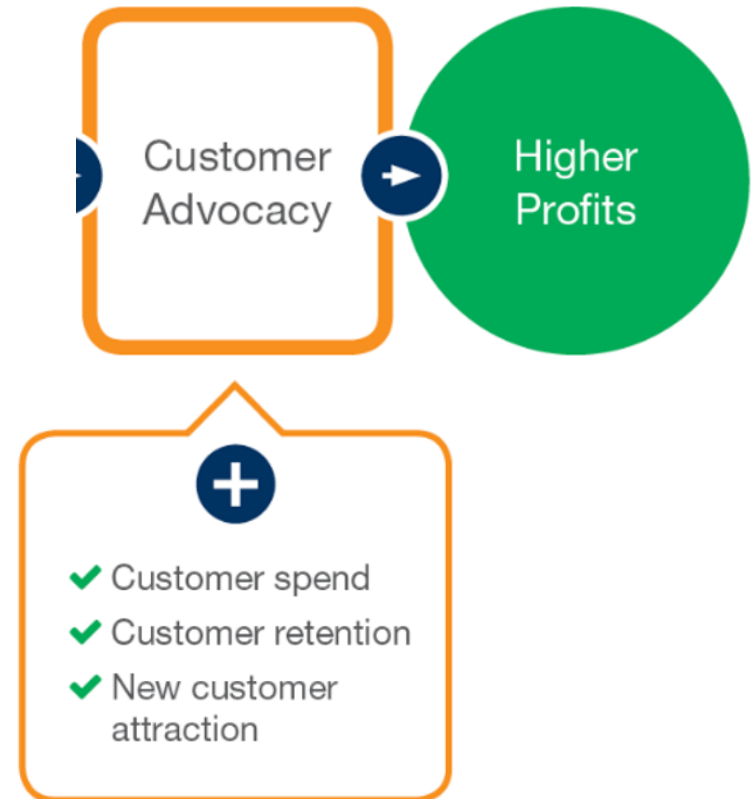 Customer
Advocacy
Higher
Profits
Customer spend
Customer retention
New customer
attraction